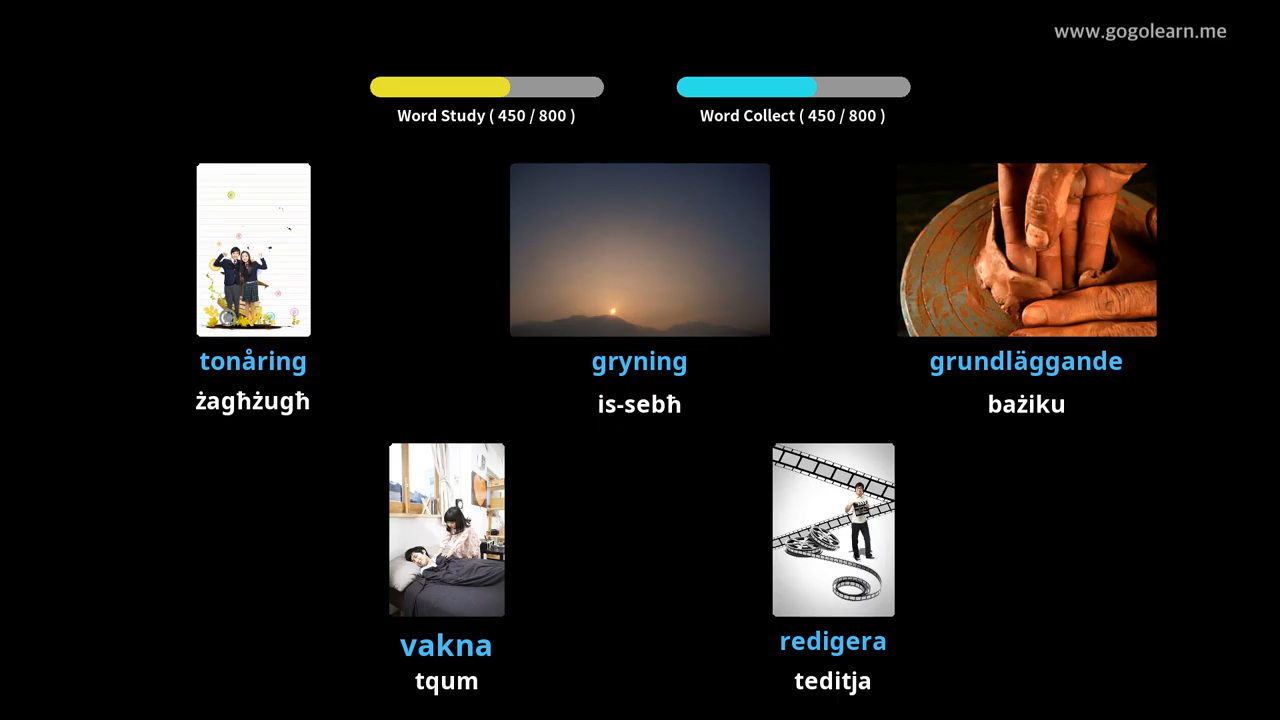 www.gogolearn.me
Word Study ( 450 / 800 )
Word Collect ( 450 / 800 )
tonåring
żagħżugħ
gryning
is-sebħ
grundläggande
bażiku
vakna
tqum
redigera
teditja